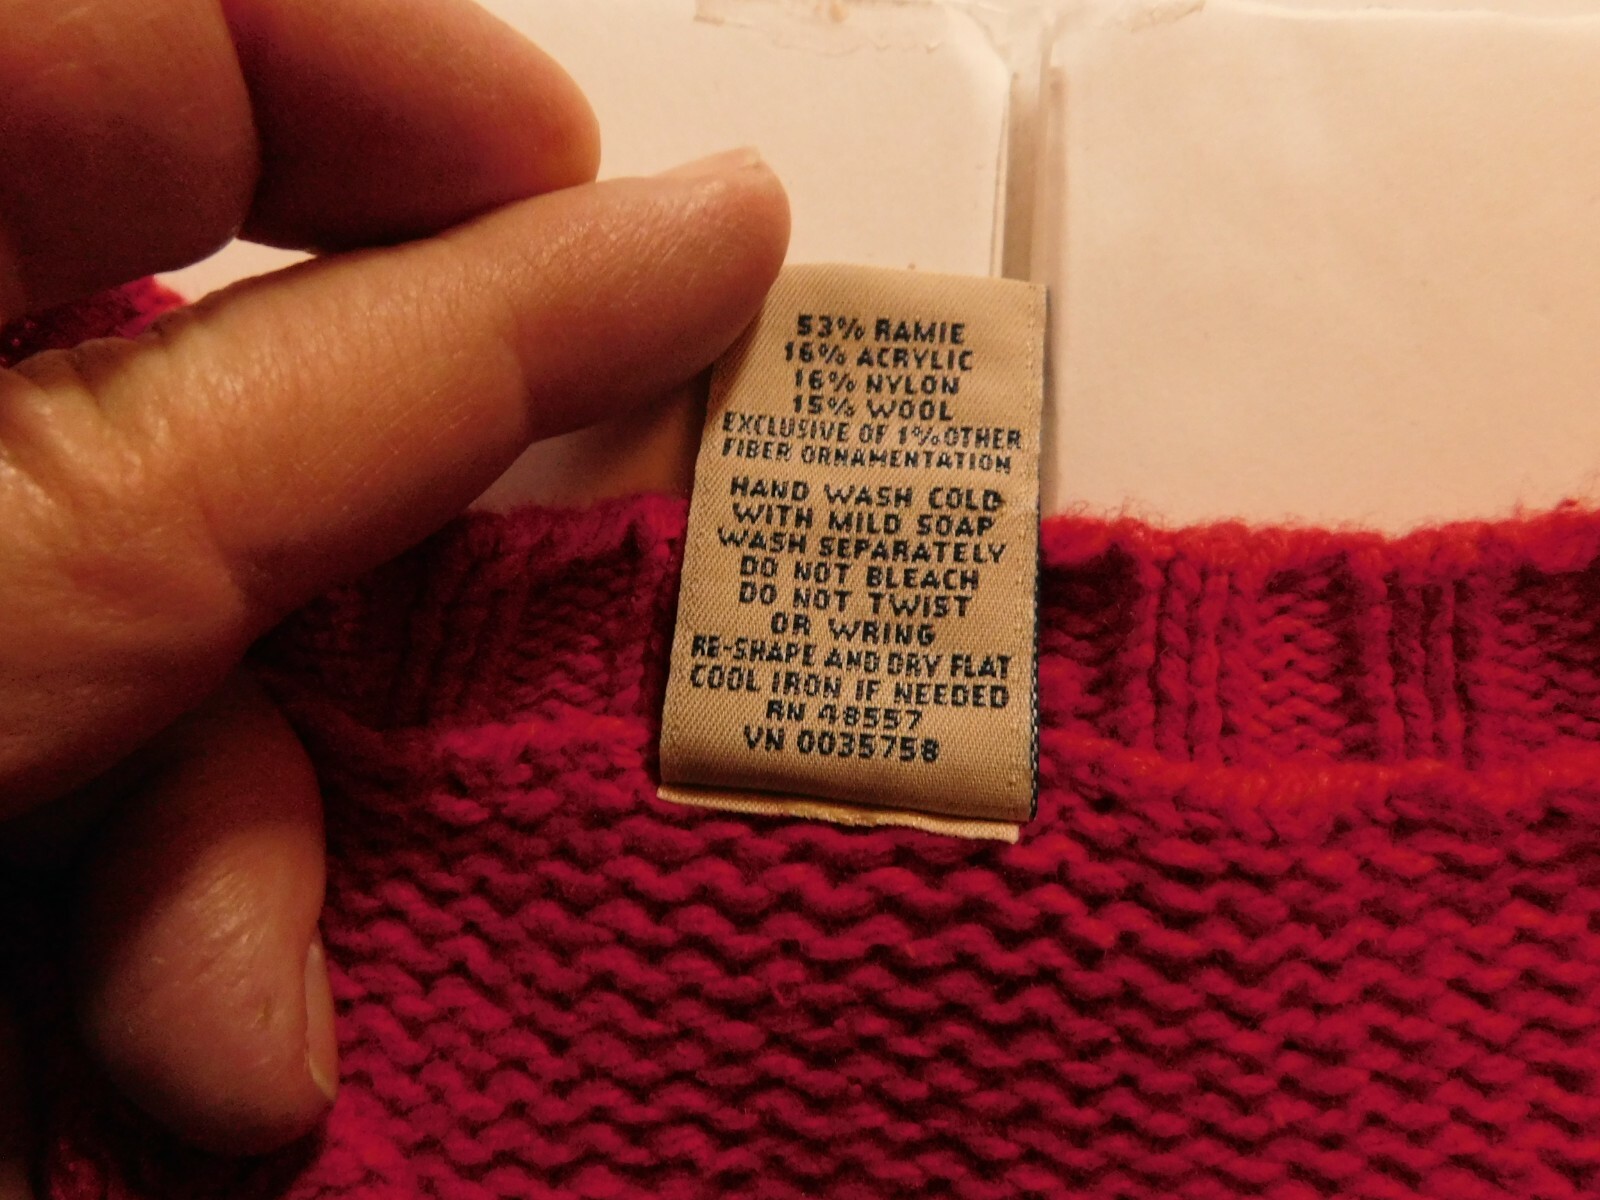 53% RAMIE
16% ACRYLIC
16% NYLON
15% WOOL
EXCLUSIVE OF 1% OTHER
FIBER ORNAMENTATION
HAND WASH COLD
WITH MILD SOAP
WASH SEPARATELY
DO NOT BLEACH
DO NOT TWIST
OR WRING
RE-SHAPE AND DRY FLAT
COOL IRON IF NEEDED
RN 48557
VN 0035758